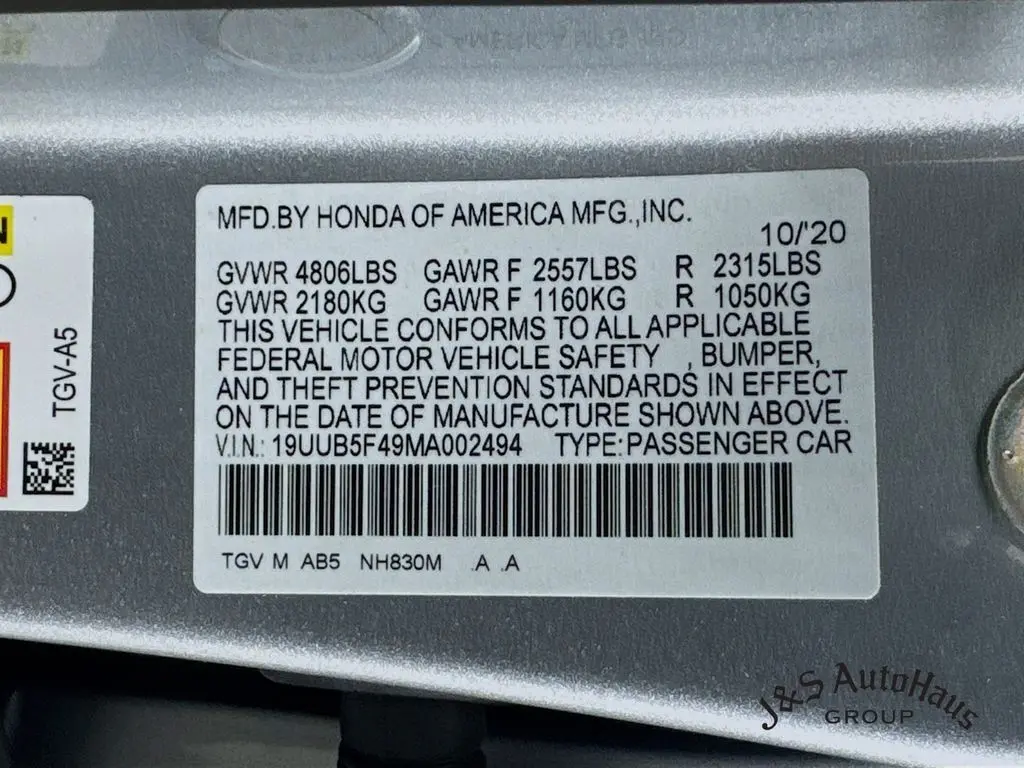 MFD.BY HONDA OF AMERICA MFG.,INC.
10/'20
GVWR 4806LBS GAWR F 2557LBS R 2315LBS
GVWR 2180KG GAWR F 1160KG R 1050KG
THIS VEHICLE CONFORMS TO ALL APPLICABLE
FEDERAL MOTOR VEHICLE SAFETY , BUMPER,
AND THEFT PREVENTION STANDARDS IN EFFECT
ON THE DATE OF MANUFACTURE SHOWN ABOVE.
V.I.N.: 19UUB5F49MA002494 TYPE: PASSENGER CAR
TGV M AB5 NH830M .A .A
TGV-A5
J&S AutoHaus
GROUP